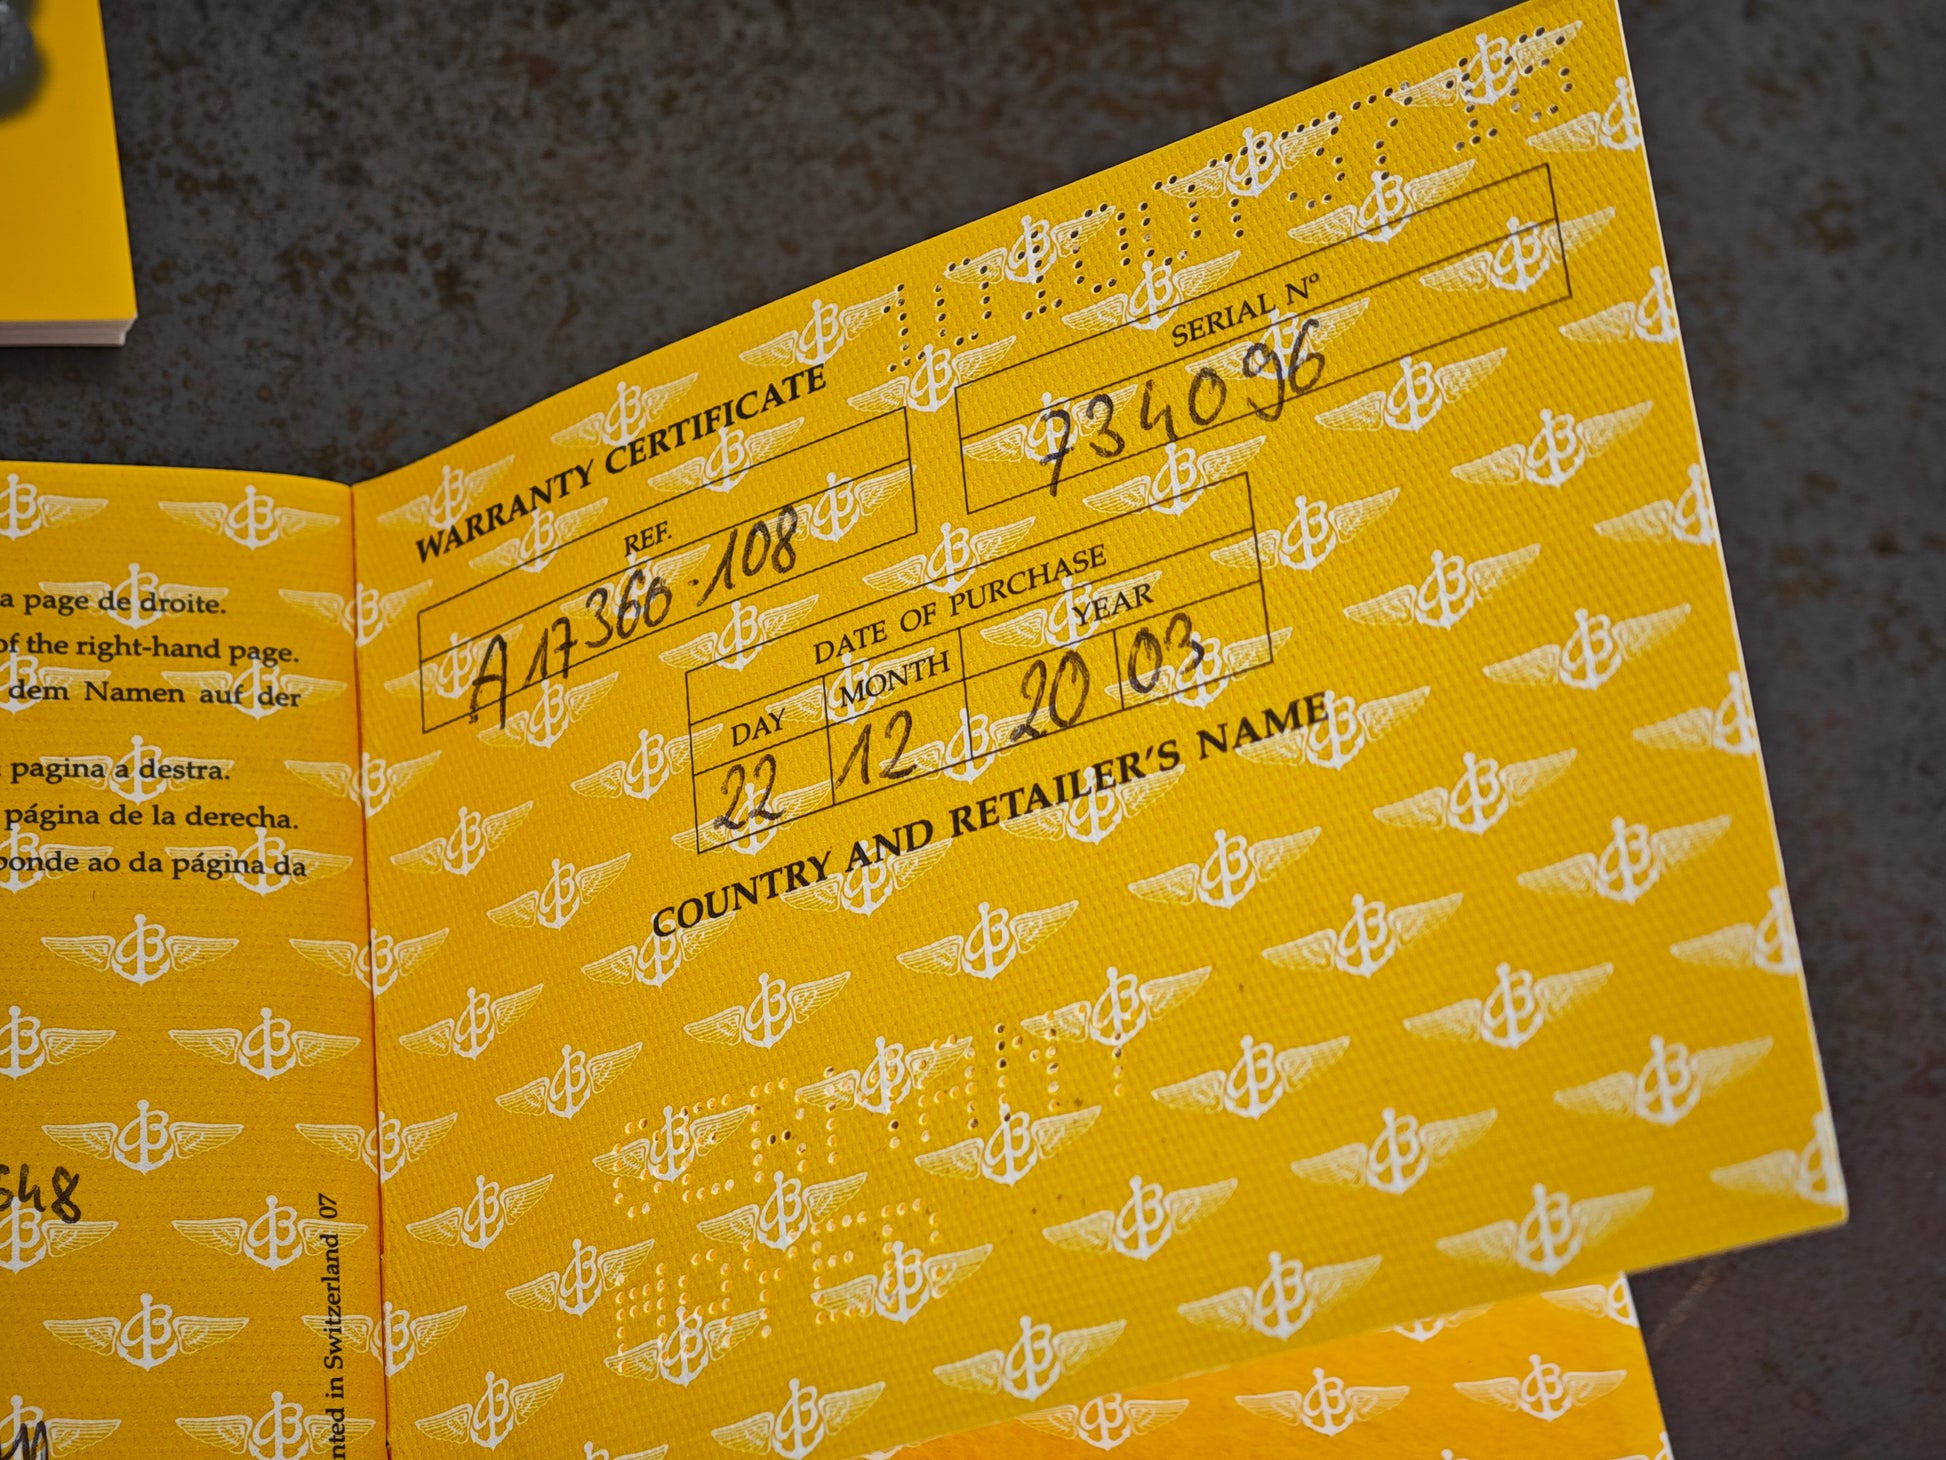 a page de droite.
of the right-hand page.
dem Namen auf der
pagina a destra.
página de la derecha.
ponde ao da página da
648
nted in Switzerland 07
WARRANTY CERTIFICATE
REF.
A17360-108
SERIAL Nº
734096
DATE OF PURCHASE
DAY MONTH YEAR
22 12 20 03
COUNTRY AND RETAILER'S NAME